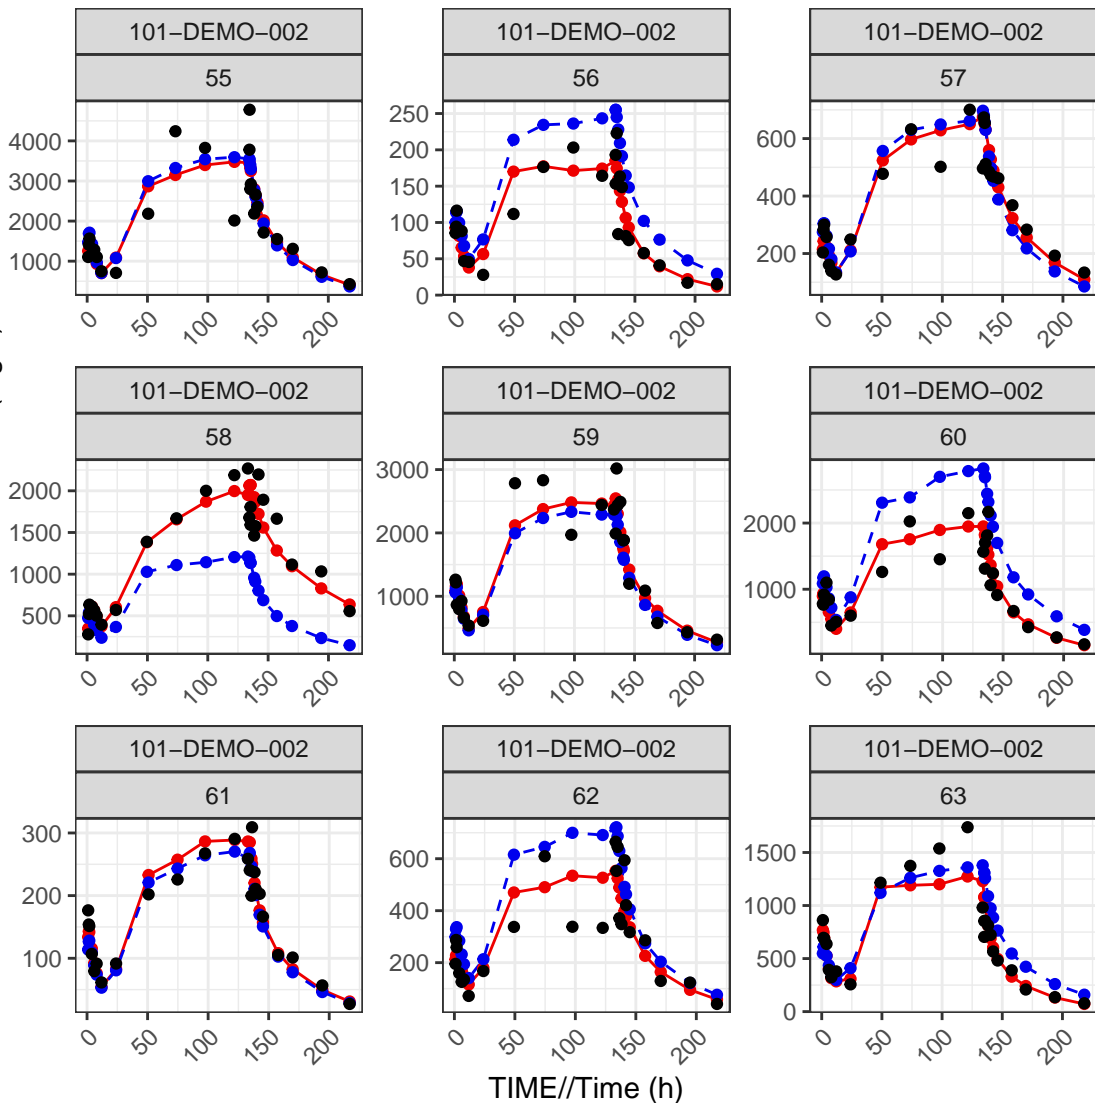 101−DEMO−002 101−DEMO−002 101−DEMO−002
55 56 57
4000 3000 2000 1000
250 200 150 100 50 0
600 400 200
0 50 100 150 200 0 50 100 150 200 0 50 100 150 200
101−DEMO−002 101−DEMO−002 101−DEMO−002
58 59 60
2000 1500 1000 500
3000 2000 1000
2000 1000
0 50 100 150 200 0 50 100 150 200 0 50 100 150 200
101−DEMO−002 101−DEMO−002 101−DEMO−002
61 62 63
300 200 100
600 400 200
1500 1000 500 0
0 50 100 150 200 0 50 100 150 200 0 50 100 150 200
TIME//Time (h)